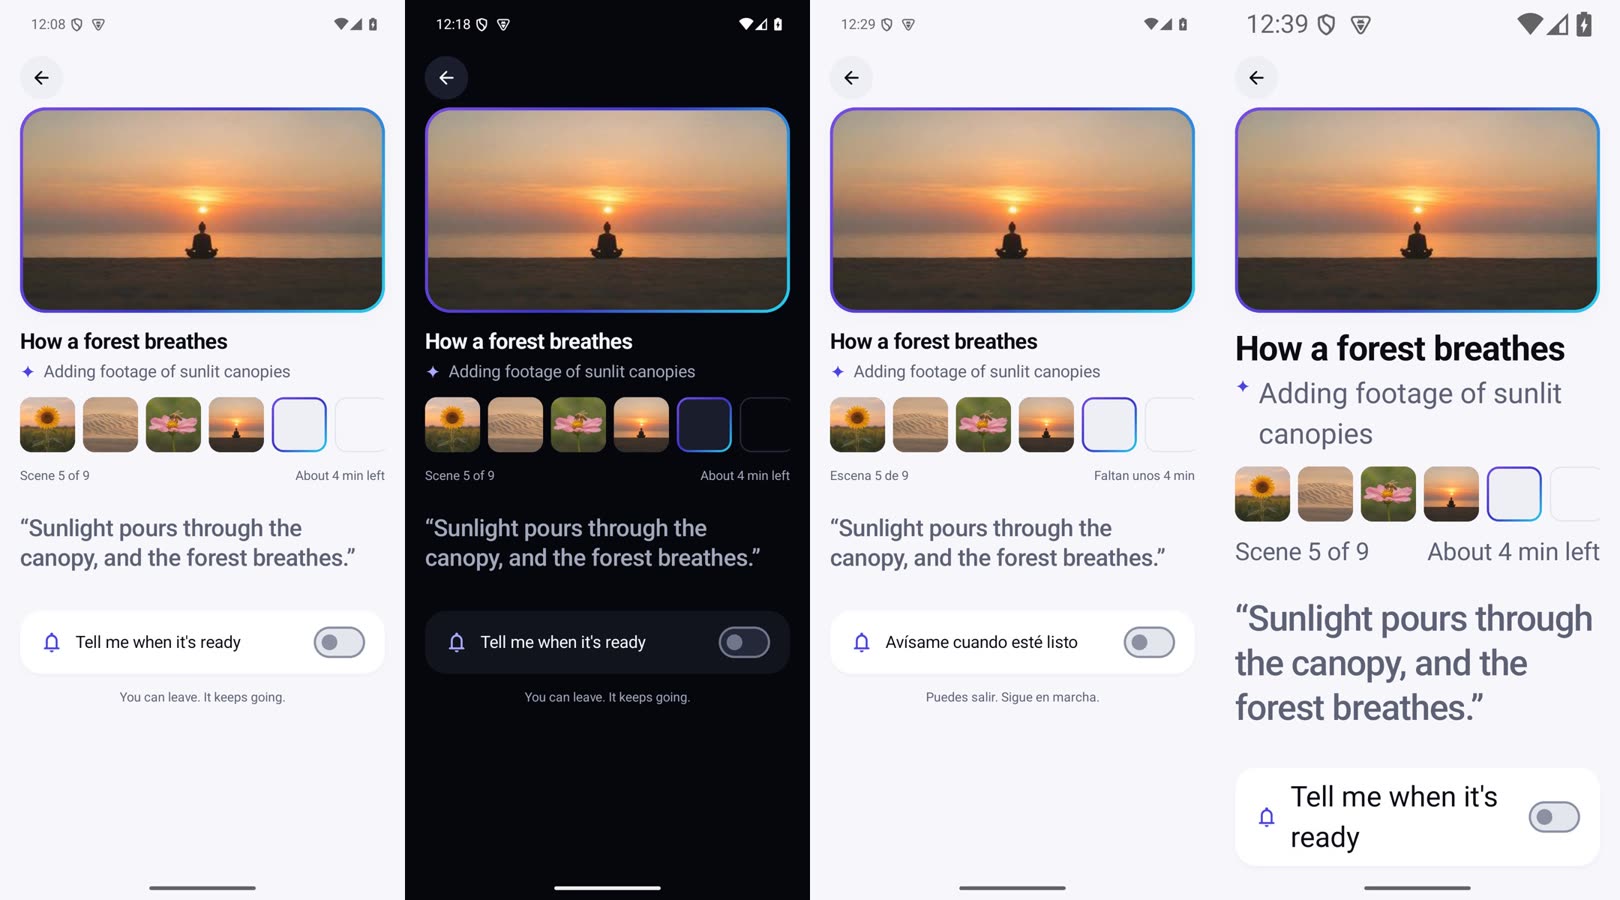 12:08
How a forest breathes
Adding footage of sunlit canopies
Scene 5 of 9 About 4 min left
“Sunlight pours through the
canopy, and the forest breathes.”
Tell me when it's ready
You can leave. It keeps going.
12:18
How a forest breathes
Adding footage of sunlit canopies
Scene 5 of 9 About 4 min left
“Sunlight pours through the
canopy, and the forest breathes.”
Tell me when it's ready
You can leave. It keeps going.
12:29
How a forest breathes
Adding footage of sunlit canopies
Escena 5 de 9 Faltan unos 4 min
“Sunlight pours through the
canopy, and the forest breathes.”
Avísame cuando esté listo
Puedes salir. Sigue en marcha.
12:39
How a forest breathes
Adding footage of sunlit
canopies
Scene 5 of 9 About 4 min left
“Sunlight pours through
the canopy, and the
forest breathes.”
Tell me when it's
ready